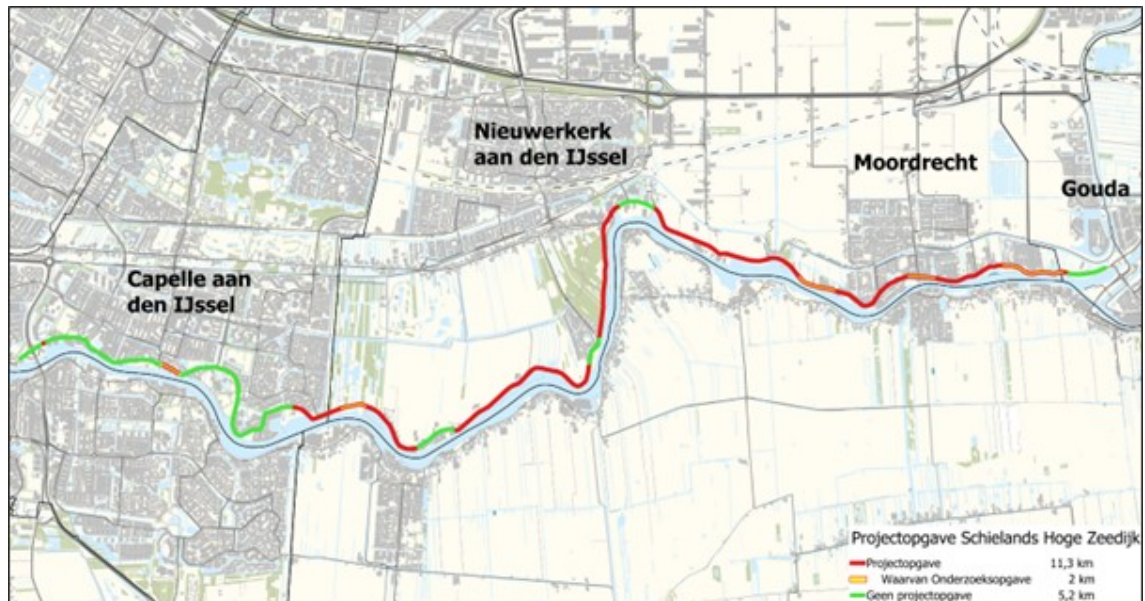 Nieuwerkerk
aan den IJssel
Moordrecht
Gouda
Capelle aan
den IJssel
Projectopgave Schielands Hoge Zeedijk
Projectopgave 11,3 km
Waarvan Onderzoeksopgave 2 km
Geen projectopgave 5,2 km